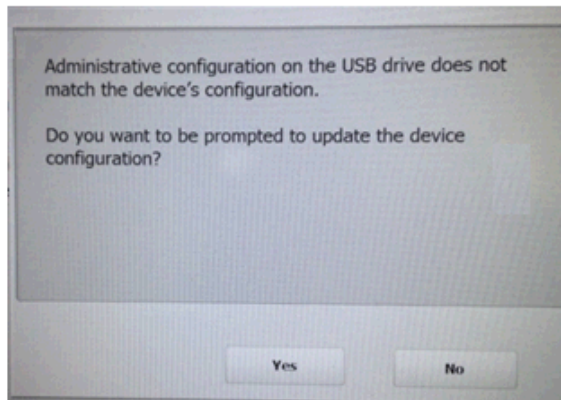 Administrative configuration on the USB drive does not
match the device's configuration.
Do you want to be prompted to update the device
configuration?
Yes
No